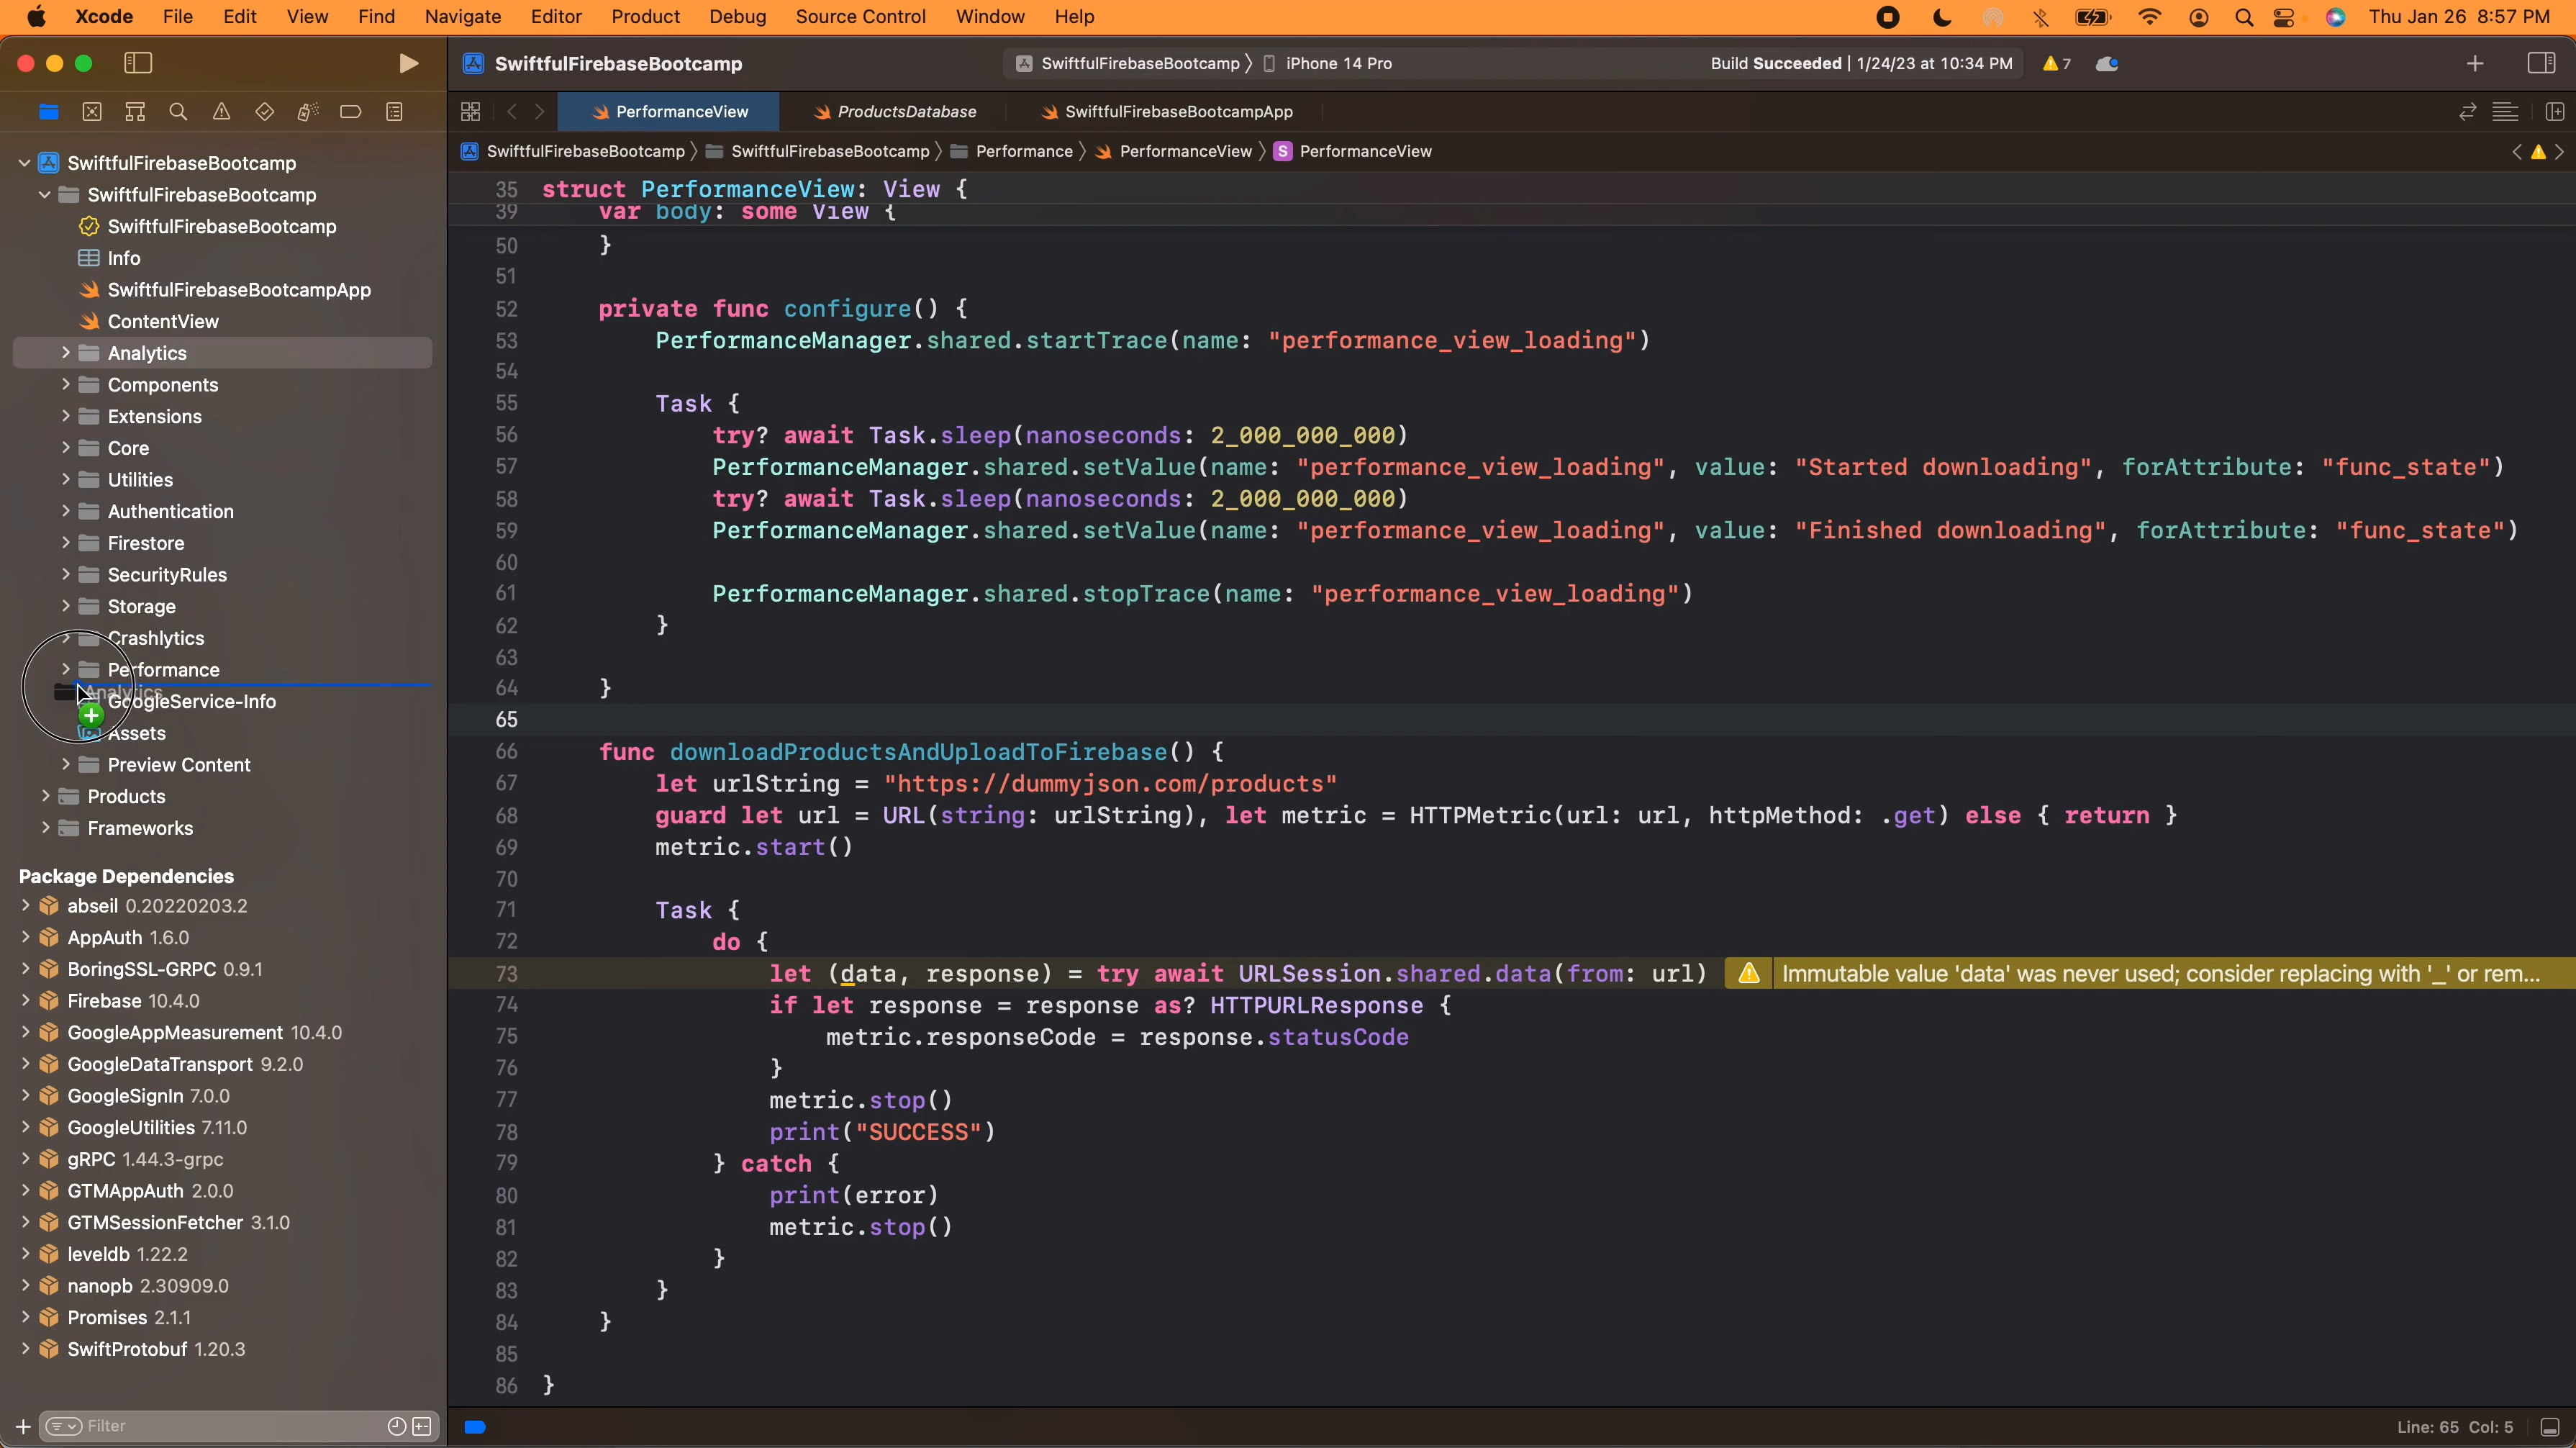 Xcode File Edit View Find Navigate Editor Product Debug Source Control Window Help Thu Jan 26 8:57 PM
SwiftfulFirebaseBootcamp SwiftfulFirebaseBootcamp 〉 iPhone 14 Pro Build Succeeded | 1/24/23 at 10:34 PM 7
PerformanceView ProductsDatabase SwiftfulFirebaseBootcampApp
SwiftfulFirebaseBootcamp 〉 SwiftfulFirebaseBootcamp 〉 Performance 〉 PerformanceView 〉 S PerformanceView
SwiftfulFirebaseBootcamp
SwiftfulFirebaseBootcamp
SwiftfulFirebaseBootcamp
Info
SwiftfulFirebaseBootcampApp
ContentView
Analytics
Components
Extensions
Core
Utilities
Authentication
Firestore
SecurityRules
Storage
Crashlytics
Performance
Analytics
GoogleService-Info
Assets
Preview Content
Products
Frameworks
Package Dependencies
abseil 0.20220203.2
AppAuth 1.6.0
BoringSSL-GRPC 0.9.1
Firebase 10.4.0
GoogleAppMeasurement 10.4.0
GoogleDataTransport 9.2.0
GoogleSignIn 7.0.0
GoogleUtilities 7.11.0
gRPC 1.44.3-grpc
GTMAppAuth 2.0.0
GTMSessionFetcher 3.1.0
leveldb 1.22.2
nanopb 2.30909.0
Promises 2.1.1
SwiftProtobuf 1.20.3
Filter
35 struct PerformanceView: View {
39 var body: some View {
50 }
51
52 private func configure() {
53 PerformanceManager.shared.startTrace(name: "performance_view_loading")
54
55 Task {
56 try? await Task.sleep(nanoseconds: 2_000_000_000)
57 PerformanceManager.shared.setValue(name: "performance_view_loading", value: "Started downloading", forAttribute: "func_state")
58 try? await Task.sleep(nanoseconds: 2_000_000_000)
59 PerformanceManager.shared.setValue(name: "performance_view_loading", value: "Finished downloading", forAttribute: "func_state")
60
61 PerformanceManager.shared.stopTrace(name: "performance_view_loading")
62 }
63
64 }
65
66 func downloadProductsAndUploadToFirebase() {
67 let urlString = "https://dummyjson.com/products"
68 guard let url = URL(string: urlString), let metric = HTTPMetric(url: url, httpMethod: .get) else { return }
69 metric.start()
70
71 Task {
72 do {
73 let (data, response) = try await URLSession.shared.data(from: url) Immutable value 'data' was never used; consider replacing with '_' or rem...
74 if let response = response as? HTTPURLResponse {
75 metric.responseCode = response.statusCode
76 }
77 metric.stop()
78 print("SUCCESS")
79 } catch {
80 print(error)
81 metric.stop()
82 }
83 }
84 }
85
86 }
Line: 65 Col: 5